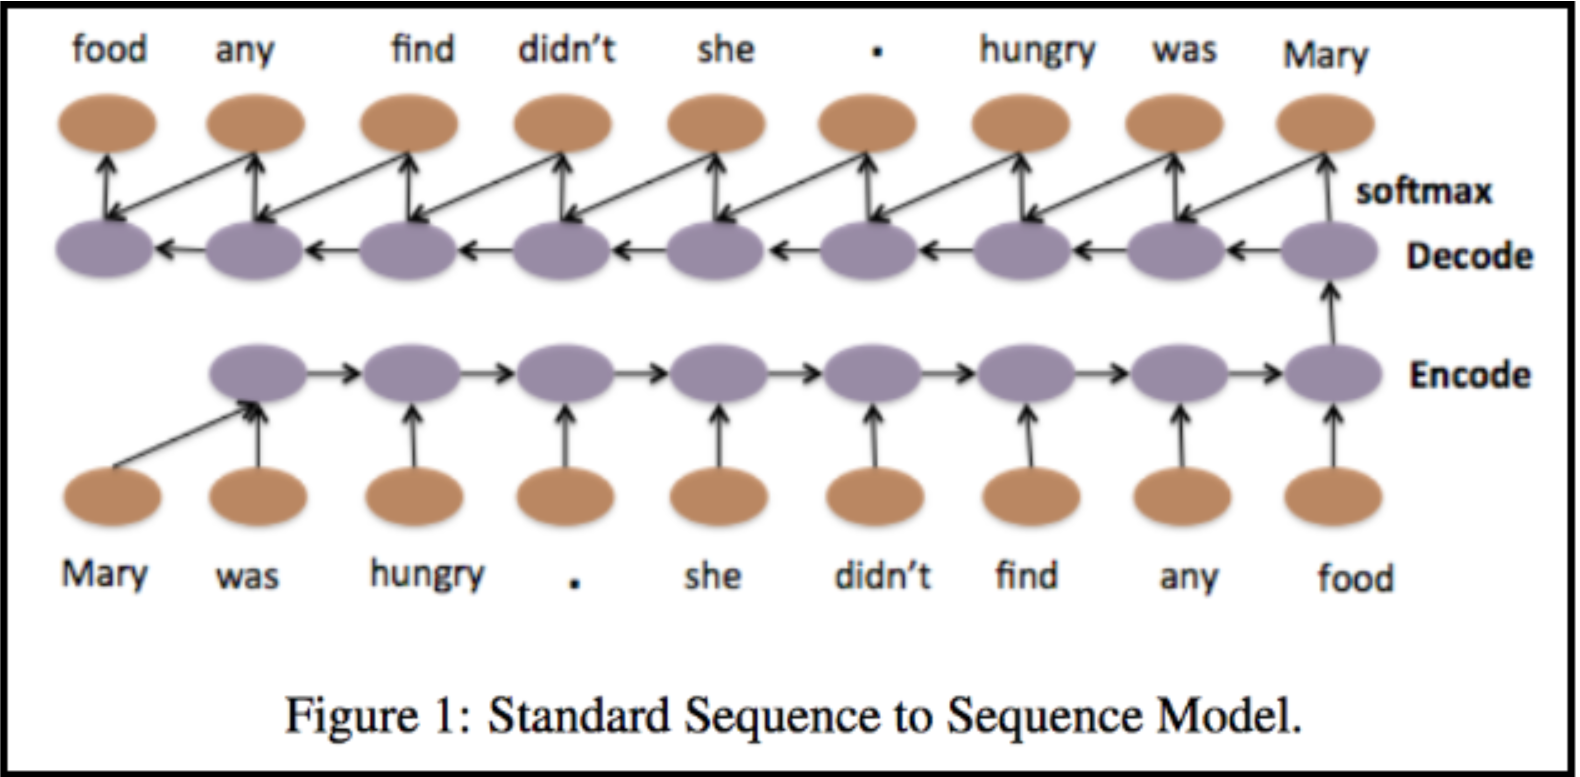 food any find didn't she . hungry was Mary
softmax
Decode
Encode
Mary was hungry . she didn't find any food
Figure 1: Standard Sequence to Sequence Model.